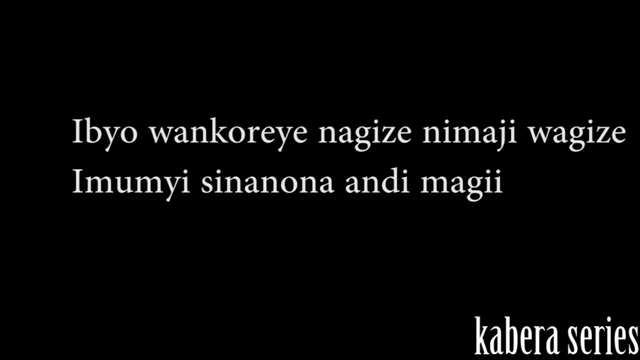 Ibyo wankoreye nagize nimaji wagize
Imumyi sinanona andi magii
kabera series